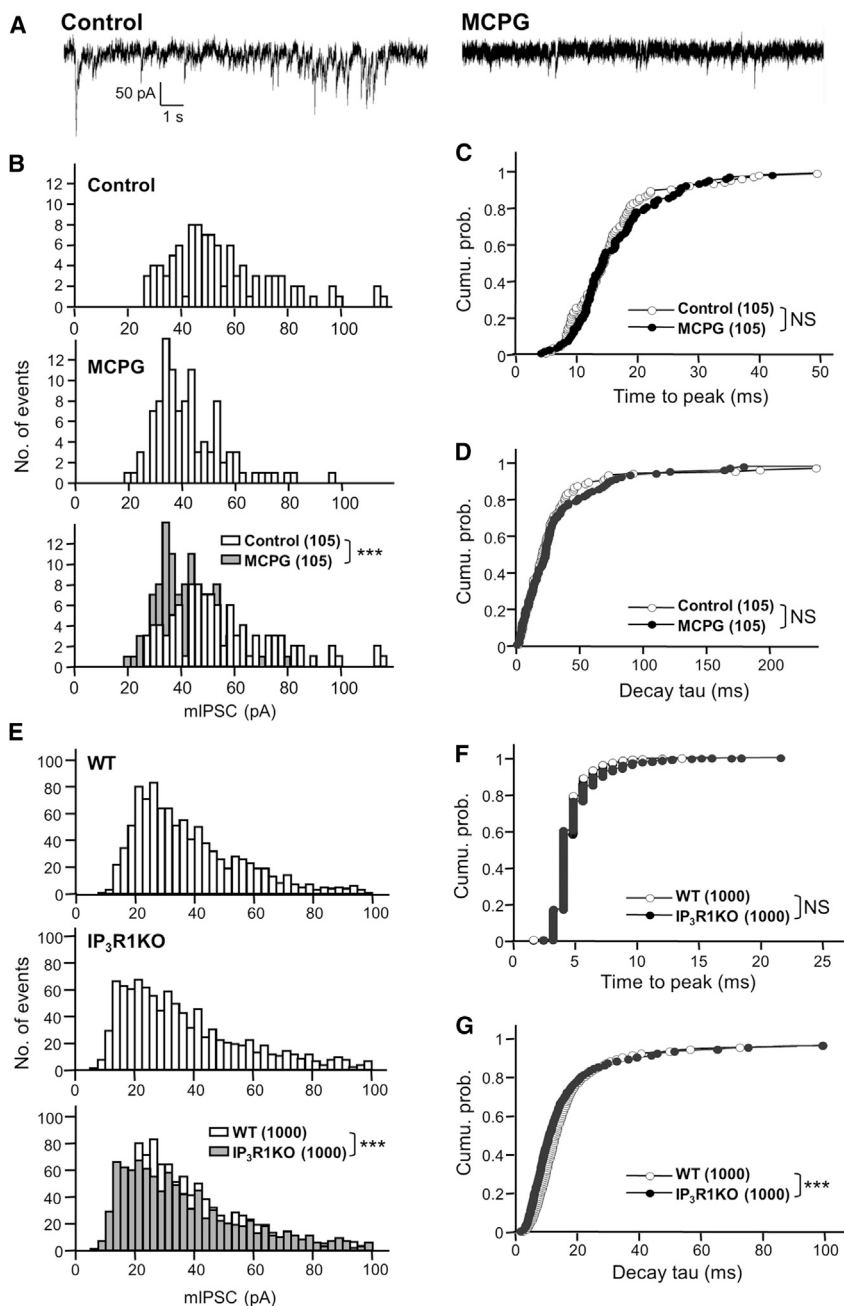 A
Control
MCPG
50 pA
1 s
B
Control
12
10
8
6
4
2
0
0 20 40 60 80 100
MCPG
12
10
8
6
4
2
0
0 20 40 60 80 100
No. of events
Control (105)
MCPG (105)
***
12
10
8
6
4
2
0
0 20 40 60 80 100
mIPSC (pA)
C
1
0.8
0.6
0.4
0.2
0
Cumu. prob.
Control (105)
MCPG (105)
NS
0 10 20 30 40 50
Time to peak (ms)
D
1
0.8
0.6
0.4
0.2
0
Cumu. prob.
Control (105)
MCPG (105)
NS
0 50 100 150 200
Decay tau (ms)
E
WT
100
80
60
40
20
0
0 20 40 60 80 100
IP₃R1KO
100
80
60
40
20
0
0 20 40 60 80 100
No. of events
WT (1000)
IP₃R1KO (1000)
***
100
80
60
40
20
0
0 20 40 60 80 100
mIPSC (pA)
F
1
0.8
0.6
0.4
0.2
0
Cumu. prob.
WT (1000)
IP₃R1KO (1000)
NS
0 5 10 15 20 25
Time to peak (ms)
G
1
0.8
0.6
0.4
0.2
0
Cumu. prob.
WT (1000)
IP₃R1KO (1000)
***
0 20 40 60 80 100
Decay tau (ms)